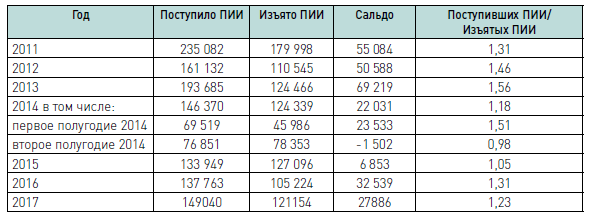 Год Поступило ПИИ Изъято ПИИ Сальдо Поступивших ПИИ/
Изъятых ПИИ
2011 235 082 179 998 55 084 1,31
2012 161 132 110 545 50 588 1,46
2013 193 685 124 466 69 219 1,56
2014 в том числе: 146 370 124 339 22 031 1,18
первое полугодие 2014 69 519 45 986 23 533 1,51
второе полугодие 2014 76 851 78 353 -1 502 0,98
2015 133 949 127 096 6 853 1,05
2016 137 763 105 224 32 539 1,31
2017 149040 121154 27886 1,23